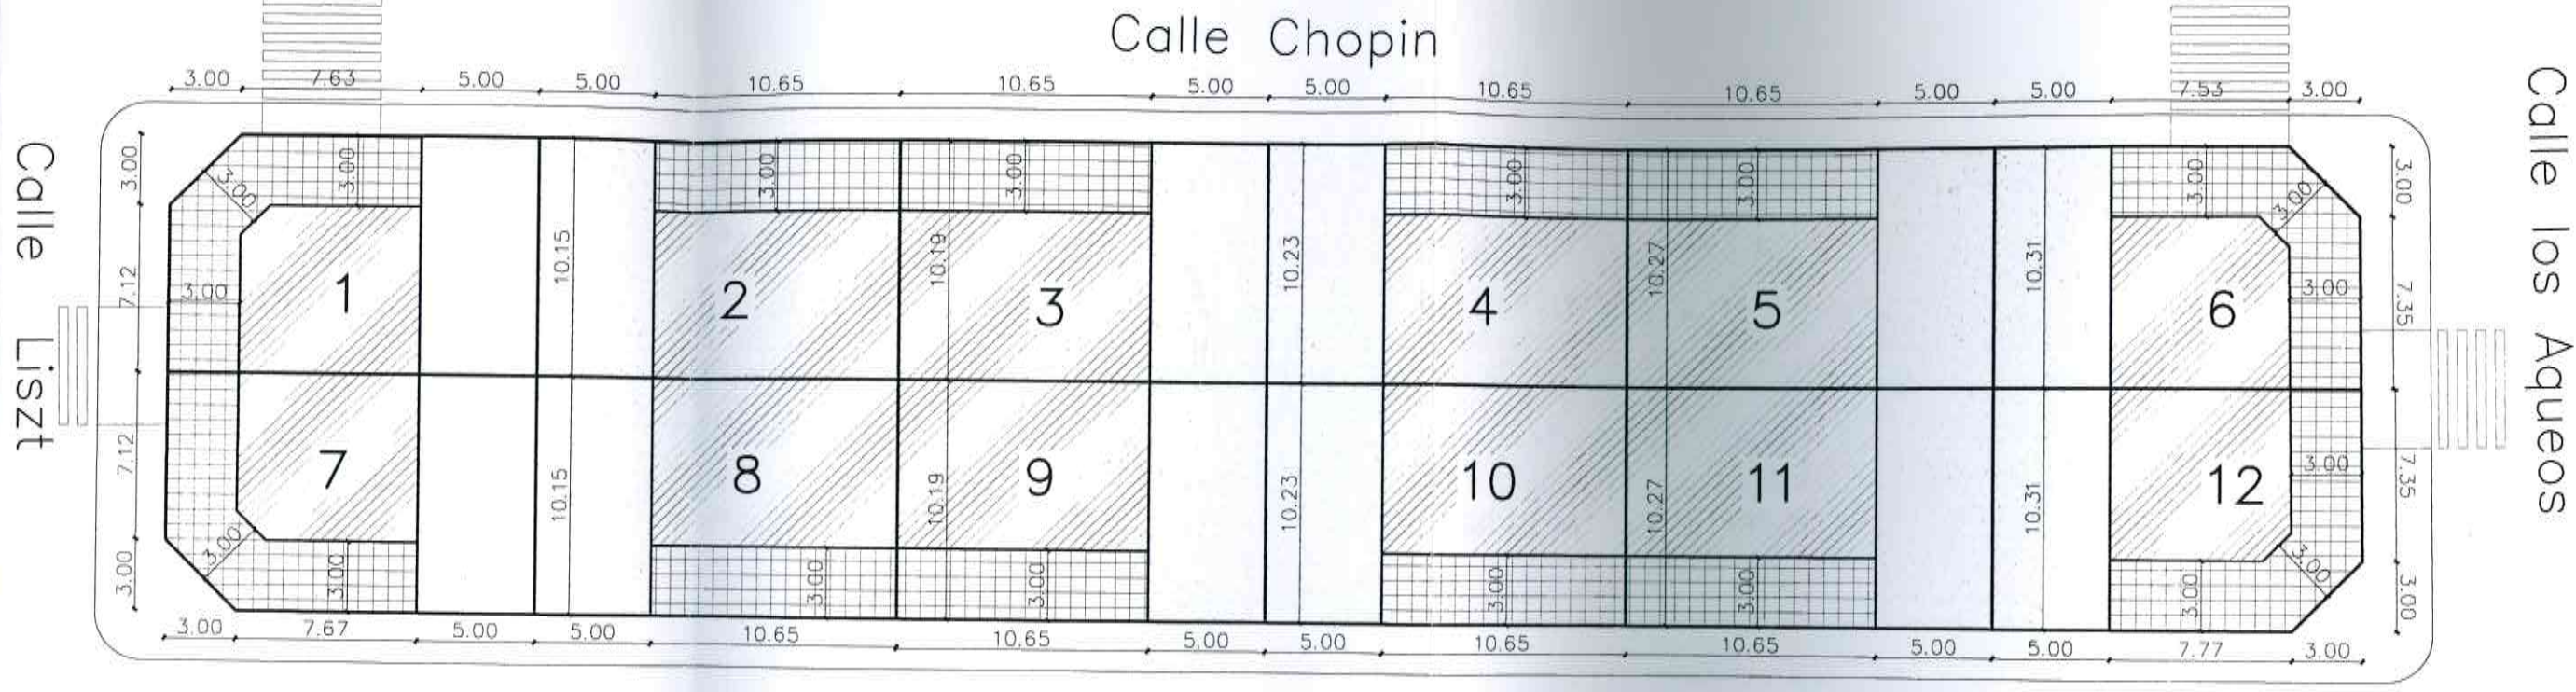 Calle Chopin
3.00 7.63 5.00 5.00 10.65 10.65 5.00 5.00 10.65 10.65 5.00 5.00 7.53 3.00
Calle Liszt
Calle los Aqueos
3.00 3.00 3.00 3.00 3.00 3.00 3.00 3.00 3.00 3.00
7.12 3.00 1 10.15 2 10.19 3 10.23 4 10.27 5 10.31 6 3.00 7.35
7.12 7 10.15 8 10.19 9 10.23 10 10.27 11 10.31 12 3.00 7.35
3.00 3.00 3.00 3.00 3.00 3.00 3.00 3.00 3.00 3.00
3.00 7.67 5.00 5.00 10.65 10.65 5.00 5.00 10.65 10.65 5.00 5.00 7.77 3.00